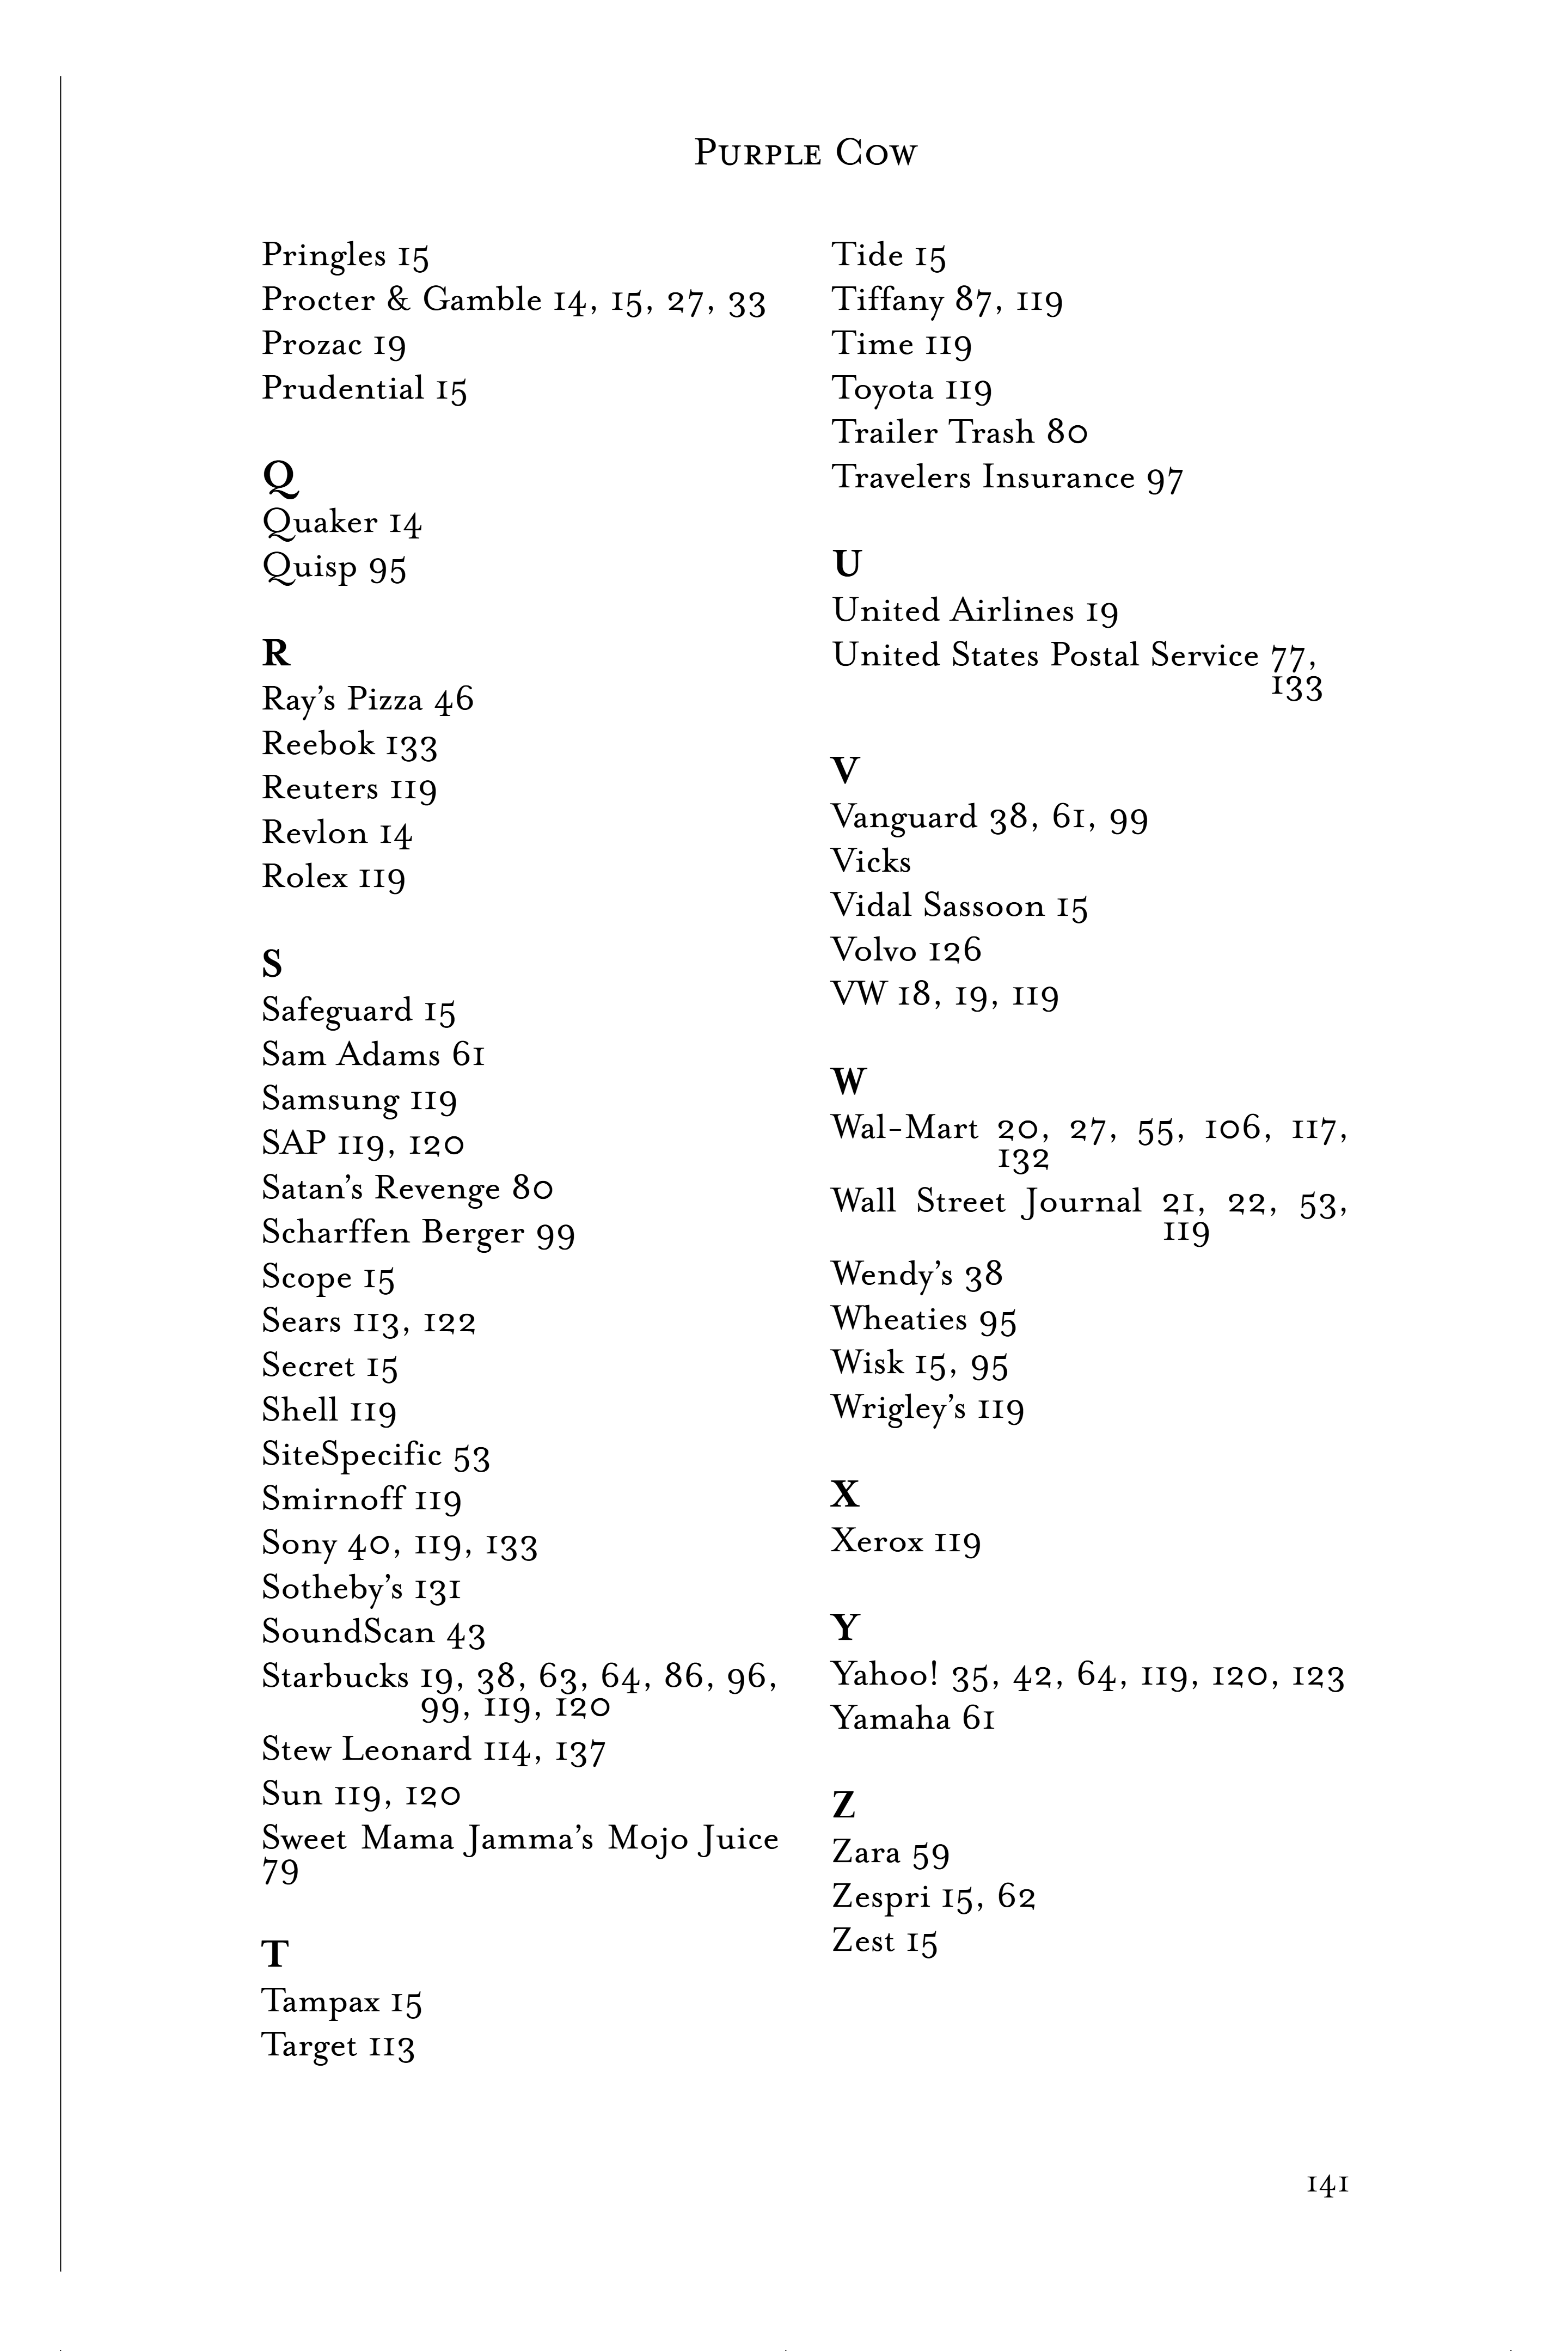 Purple Cow
Pringles 15
Procter & Gamble 14, 15, 27, 33
Prozac 19
Prudential 15
Q
Quaker 14
Quisp 95
R
Ray’s Pizza 46
Reebok 133
Reuters 119
Revlon 14
Rolex 119
S
Safeguard 15
Sam Adams 61
Samsung 119
SAP 119, 120
Satan’s Revenge 80
Scharffen Berger 99
Scope 15
Sears 113, 122
Secret 15
Shell 119
SiteSpecific 53
Smirnoff 119
Sony 40, 119, 133
Sotheby’s 131
SoundScan 43
Starbucks 19, 38, 63, 64, 86, 96,
99, 119, 120
Stew Leonard 114, 137
Sun 119, 120
Sweet Mama Jamma’s Mojo Juice
79
T
Tampax 15
Target 113
Tide 15
Tiffany 87, 119
Time 119
Toyota 119
Trailer Trash 80
Travelers Insurance 97
U
United Airlines 19
United States Postal Service 77,
133
V
Vanguard 38, 61, 99
Vicks
Vidal Sassoon 15
Volvo 126
VW 18, 19, 119
W
Wal-Mart 20, 27, 55, 106, 117,
132
Wall Street Journal 21, 22, 53,
119
Wendy’s 38
Wheaties 95
Wisk 15, 95
Wrigley’s 119
X
Xerox 119
Y
Yahoo! 35, 42, 64, 119, 120, 123
Yamaha 61
Z
Zara 59
Zespri 15, 62
Zest 15
141